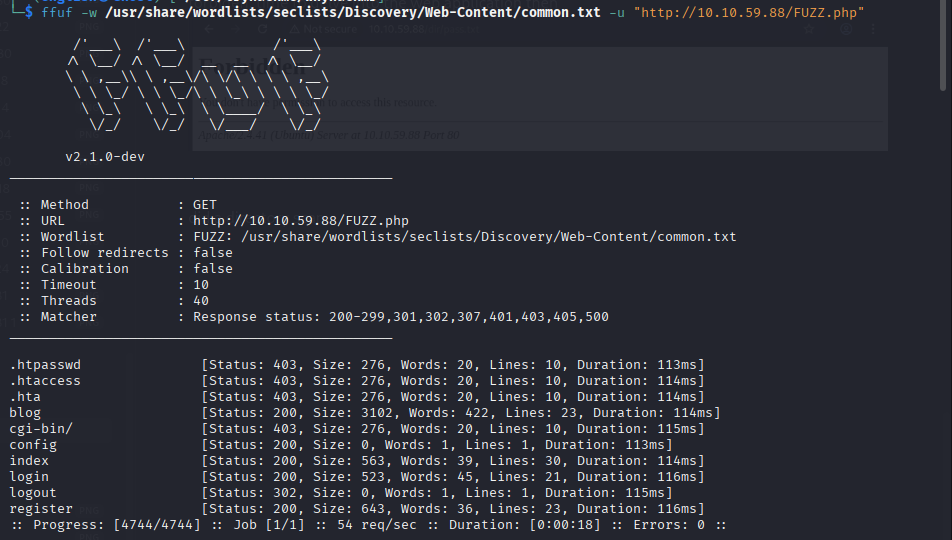 $ ffuf -w /usr/share/wordlists/seclists/Discovery/Web-Content/common.txt -u "http://10.10.59.88/FUZZ.php"
v2.1.0-dev
:: Method : GET
:: URL : http://10.10.59.88/FUZZ.php
:: Wordlist : FUZZ: /usr/share/wordlists/seclists/Discovery/Web-Content/common.txt
:: Follow redirects : false
:: Calibration : false
:: Timeout : 10
:: Threads : 40
:: Matcher : Response status: 200-299,301,302,307,401,403,405,500
.htpasswd [Status: 403, Size: 276, Words: 20, Lines: 10, Duration: 113ms]
.htaccess [Status: 403, Size: 276, Words: 20, Lines: 10, Duration: 114ms]
.hta [Status: 403, Size: 276, Words: 20, Lines: 10, Duration: 114ms]
blog [Status: 200, Size: 3102, Words: 422, Lines: 23, Duration: 114ms]
cgi-bin/ [Status: 403, Size: 276, Words: 20, Lines: 10, Duration: 115ms]
config [Status: 200, Size: 0, Words: 1, Lines: 1, Duration: 113ms]
index [Status: 200, Size: 563, Words: 39, Lines: 30, Duration: 114ms]
login [Status: 200, Size: 523, Words: 45, Lines: 21, Duration: 116ms]
logout [Status: 302, Size: 0, Words: 1, Lines: 1, Duration: 115ms]
register [Status: 200, Size: 643, Words: 36, Lines: 23, Duration: 116ms]
:: Progress: [4744/4744] :: Job [1/1] :: 54 req/sec :: Duration: [0:00:18] :: Errors: 0 ::